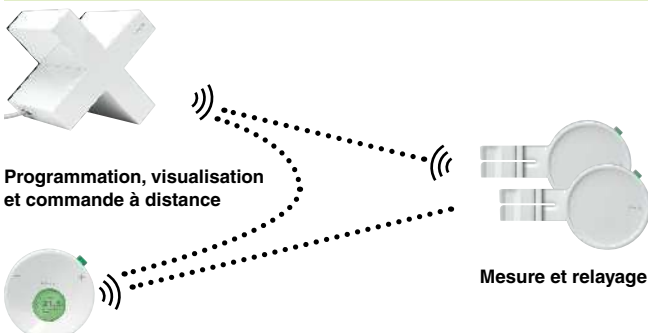 Programmation, visualisation
et commande à distance
Mesure et relayage